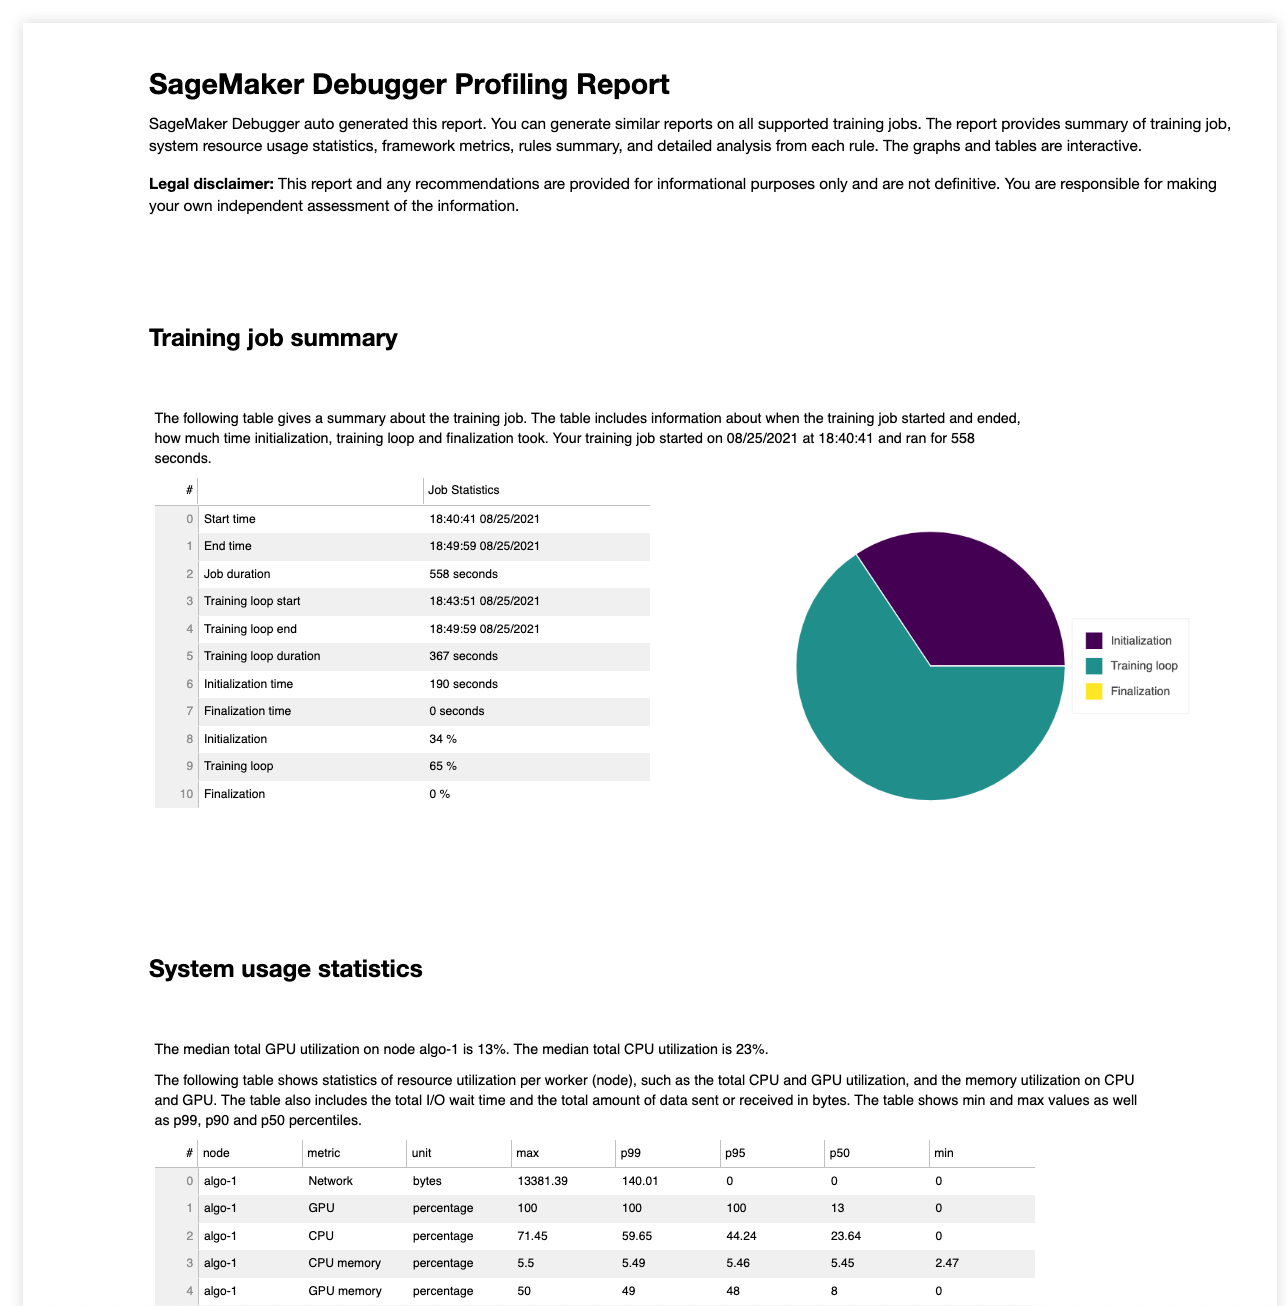 SageMaker Debugger Profiling Report
SageMaker Debugger auto generated this report. You can generate similar reports on all supported training jobs. The report provides summary of training job,
system resource usage statistics, framework metrics, rules summary, and detailed analysis from each rule. The graphs and tables are interactive.
Legal disclaimer: This report and any recommendations are provided for informational purposes only and are not definitive. You are responsible for making
your own independent assessment of the information.
Training job summary
The following table gives a summary about the training job. The table includes information about when the training job started and ended,
how much time initialization, training loop and finalization took. Your training job started on 08/25/2021 at 18:40:41 and ran for 558
seconds.
# Job Statistics
0 Start time 18:40:41 08/25/2021
1 End time 18:49:59 08/25/2021
2 Job duration 558 seconds
3 Training loop start 18:43:51 08/25/2021
4 Training loop end 18:49:59 08/25/2021
5 Training loop duration 367 seconds
6 Initialization time 190 seconds
7 Finalization time 0 seconds
8 Initialization 34 %
9 Training loop 65 %
10 Finalization 0 %
Initialization
Training loop
Finalization
System usage statistics
The median total GPU utilization on node algo-1 is 13%. The median total CPU utilization is 23%.
The following table shows statistics of resource utilization per worker (node), such as the total CPU and GPU utilization, and the memory utilization on CPU
and GPU. The table also includes the total I/O wait time and the total amount of data sent or received in bytes. The table shows min and max values as well
as p99, p90 and p50 percentiles.
# node metric unit max p99 p95 p50 min
0 algo-1 Network bytes 13381.39 140.01 0 0 0
1 algo-1 GPU percentage 100 100 100 13 0
2 algo-1 CPU percentage 71.45 59.65 44.24 23.64 0
3 algo-1 CPU memory percentage 5.5 5.49 5.46 5.45 2.47
4 algo-1 GPU memory percentage 50 49 48 8 0